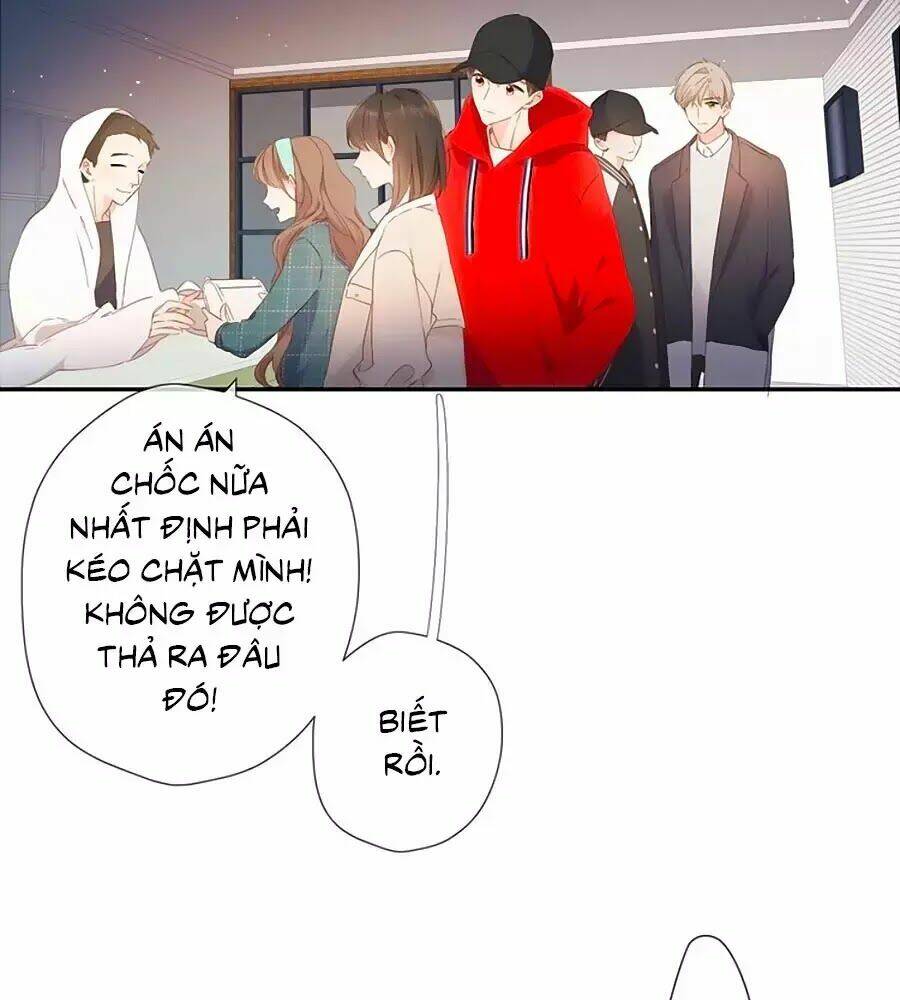 ÁN ÁN
CHỐC NỮA
NHẤT ĐỊNH PHẢI
KÉO CHẶT MÌNH!
KHÔNG ĐƯỢC
THẢ RA ĐÂU
ĐÓ!
BIẾT
RỒI.